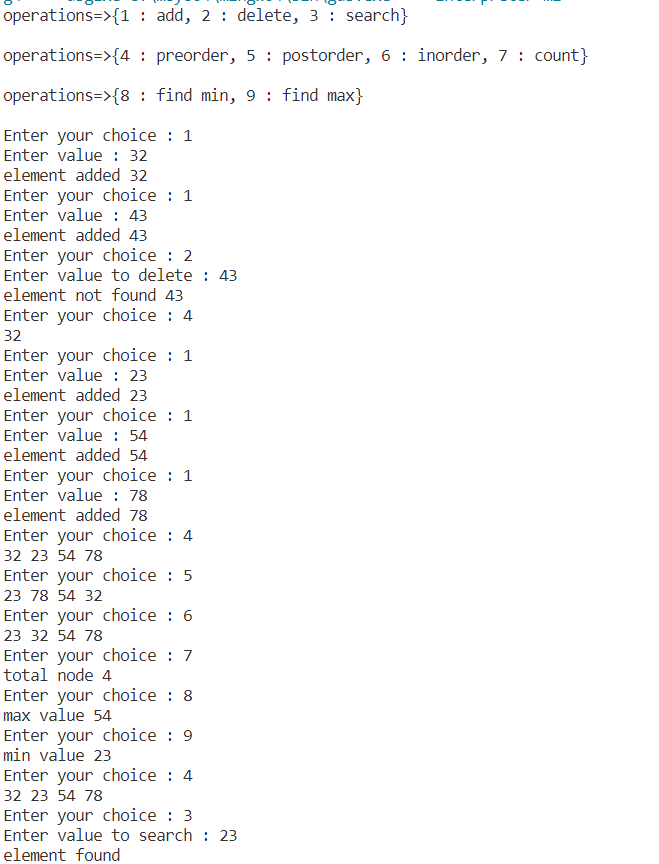 operations=>{1 : add, 2 : delete, 3 : search}
operations=>{4 : preorder, 5 : postorder, 6 : inorder, 7 : count}
operations=>{8 : find min, 9 : find max}
Enter your choice : 1
Enter value : 32
element added 32
Enter your choice : 1
Enter value : 43
element added 43
Enter your choice : 2
Enter value to delete : 43
element not found 43
Enter your choice : 4
32
Enter your choice : 1
Enter value : 23
element added 23
Enter your choice : 1
Enter value : 54
element added 54
Enter your choice : 1
Enter value : 78
element added 78
Enter your choice : 4
32 23 54 78
Enter your choice : 5
23 78 54 32
Enter your choice : 6
23 32 54 78
Enter your choice : 7
total node 4
Enter your choice : 8
max value 54
Enter your choice : 9
min value 23
Enter your choice : 4
32 23 54 78
Enter your choice : 3
Enter value to search : 23
element found